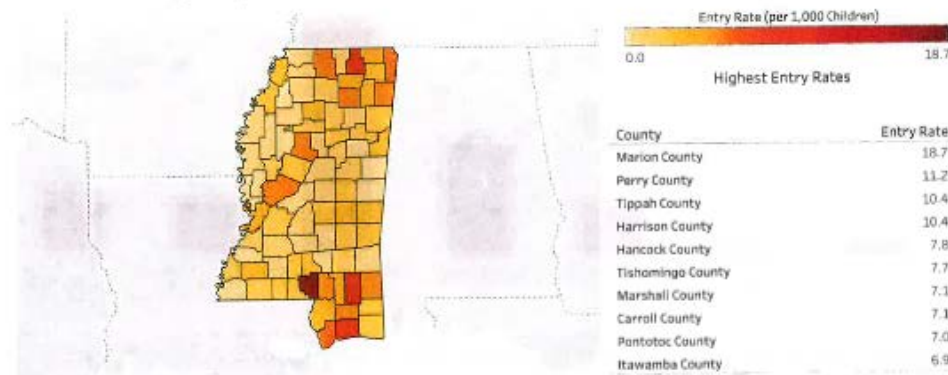 Entry Rate (per 1,000 Children)
0.0 18.7
Highest Entry Rates
County Entry Rate
Marion County 18.7
Perry County 11.2
Tippah County 10.4
Harrison County 10.4
Hancock County 7.8
Tishomingo County 7.7
Marshall County 7.1
Carroll County 7.1
Pontotoc County 7.0
Itawamba County 6.9